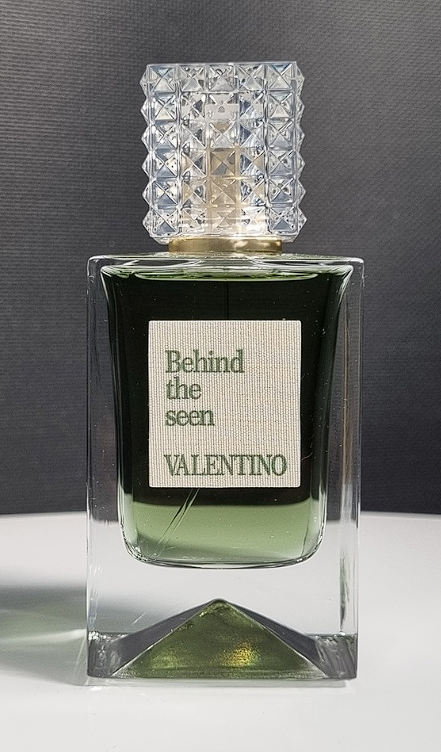 Behind
the
seen
VALENTINO